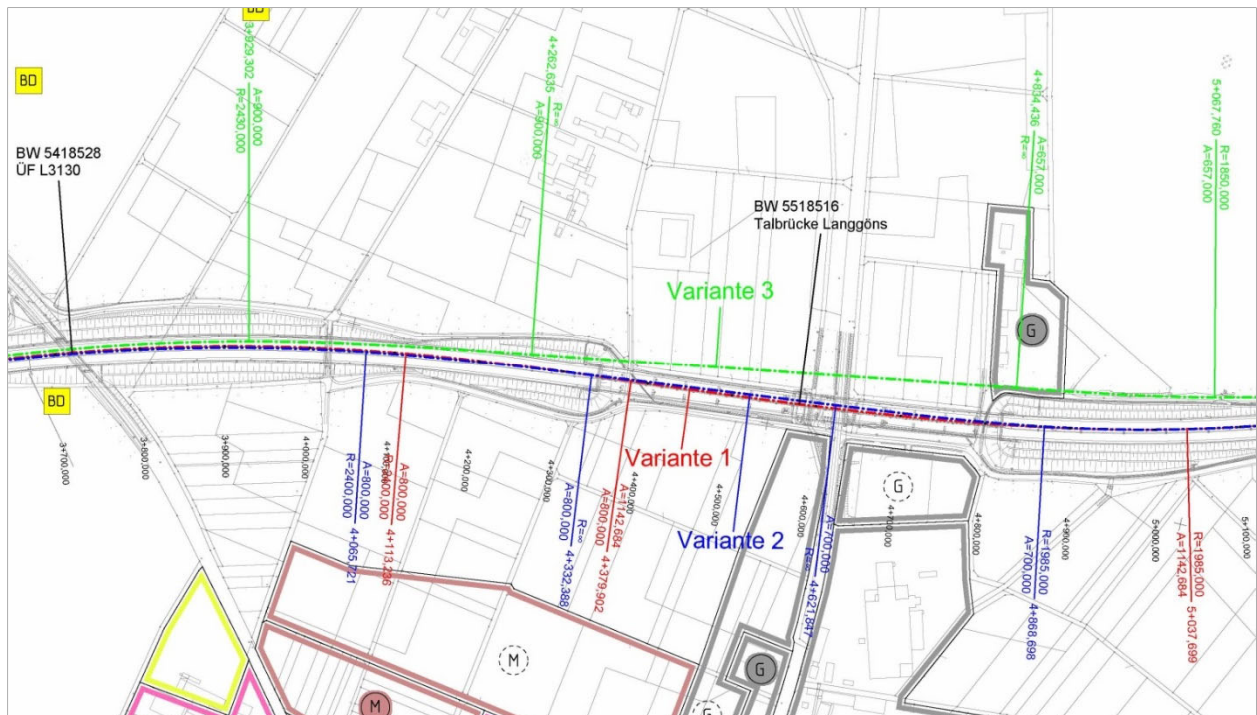 BD
3+929,302
A=900,000
R=2430,000
4+262,635
R=∞
A=900,000
4+834,436
A=657,000
R=∞
5+067,760
R=1850,000
A=657,000
BD
BW 5418528
ÜF L3130
BW 5518516
Talbrücke Langgöns
Variante 3
G
BD
Variante 1
Variante 2
3+700,000
3+800,000
3+900,000
4+000,000
4+200,000
4+300,000
4+400,000
4+500,000
4+600,000
4+700,000
4+800,000
4+900,000
5+000,000
5+100,000
A=800,000
R=2400,000
4+065,721
A=800,000
R=2400,000
4+113,236
R=∞
A=800,000
4+332,388
A=1142,684
A=800,000
4+379,902
A=700,000
R=∞
4+621,847
R=1985,000
A=700,000
4+868,698
R=1985,000
A=1142,684
5+037,699
G
M
G
M
G